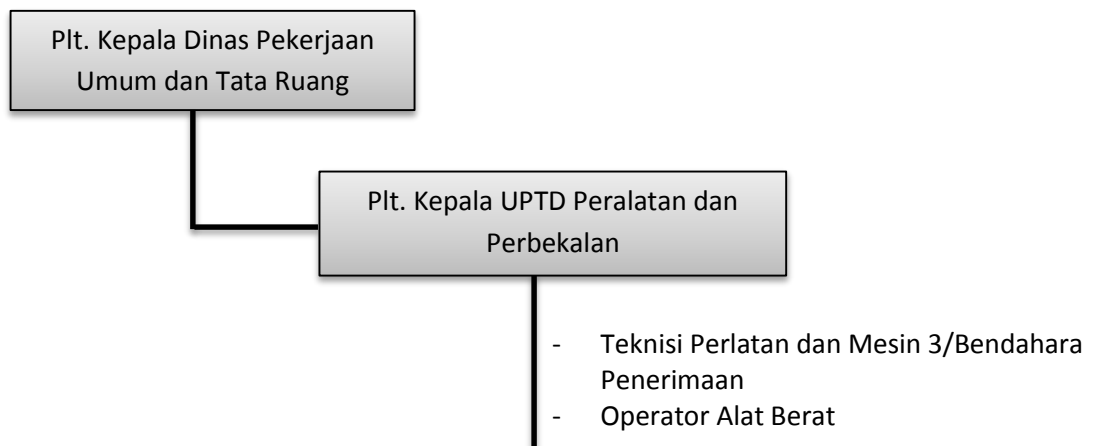 Plt. Kepala Dinas Pekerjaan
Umum dan Tata Ruang
Plt. Kepala UPTD Peralatan dan
Perbekalan
- Teknisi Perlatan dan Mesin 3/Bendahara
Penerimaan
- Operator Alat Berat